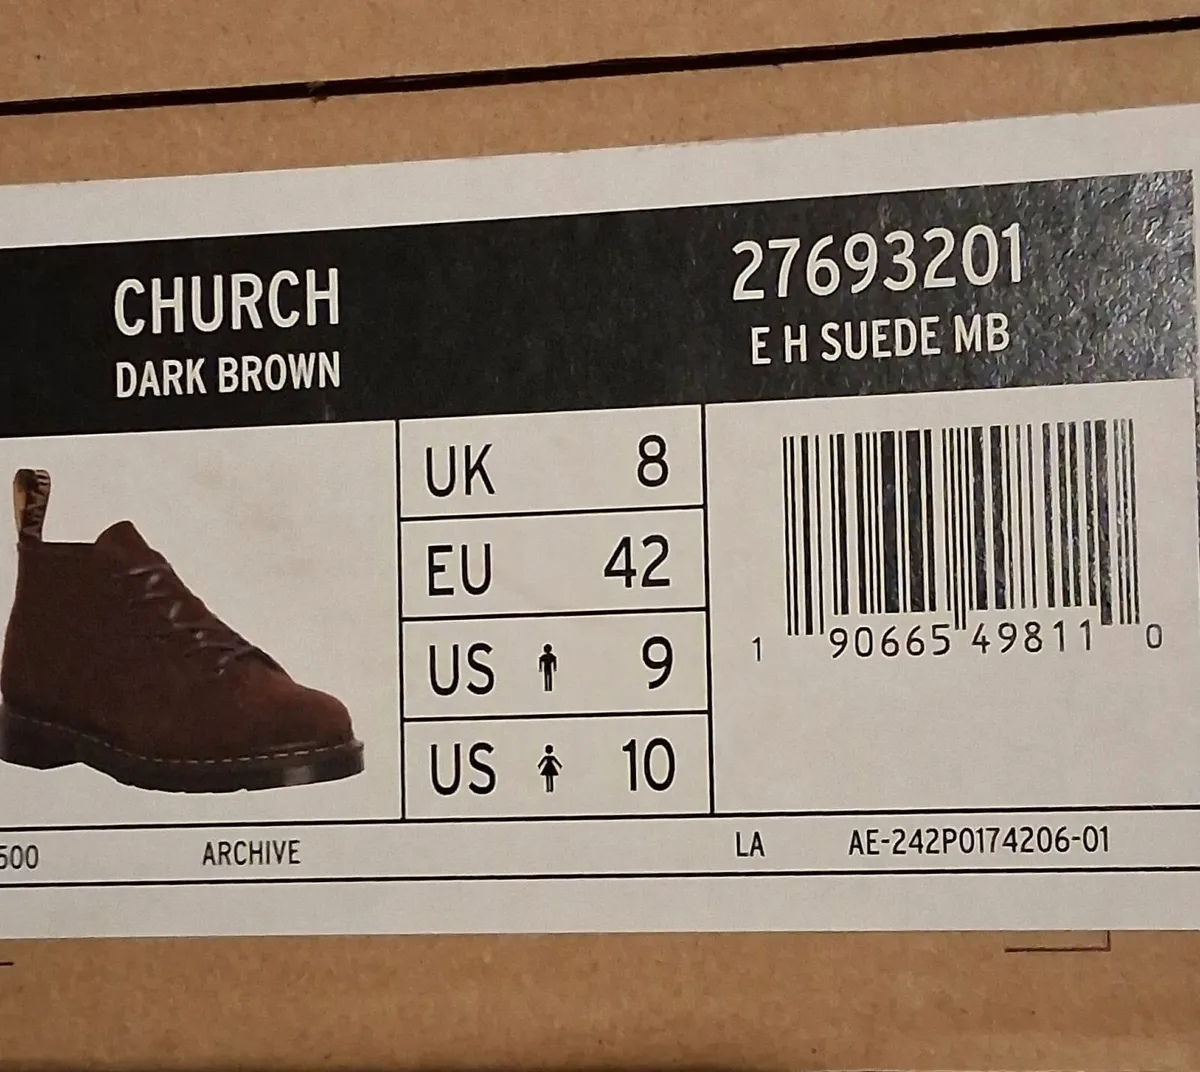 CHURCH
DARK BROWN
27693201
E H SUEDE MB
UK 8
EU 42
US 9
US 10
1 90665 49811 0
500 ARCHIVE LA AE-242P0174206-01